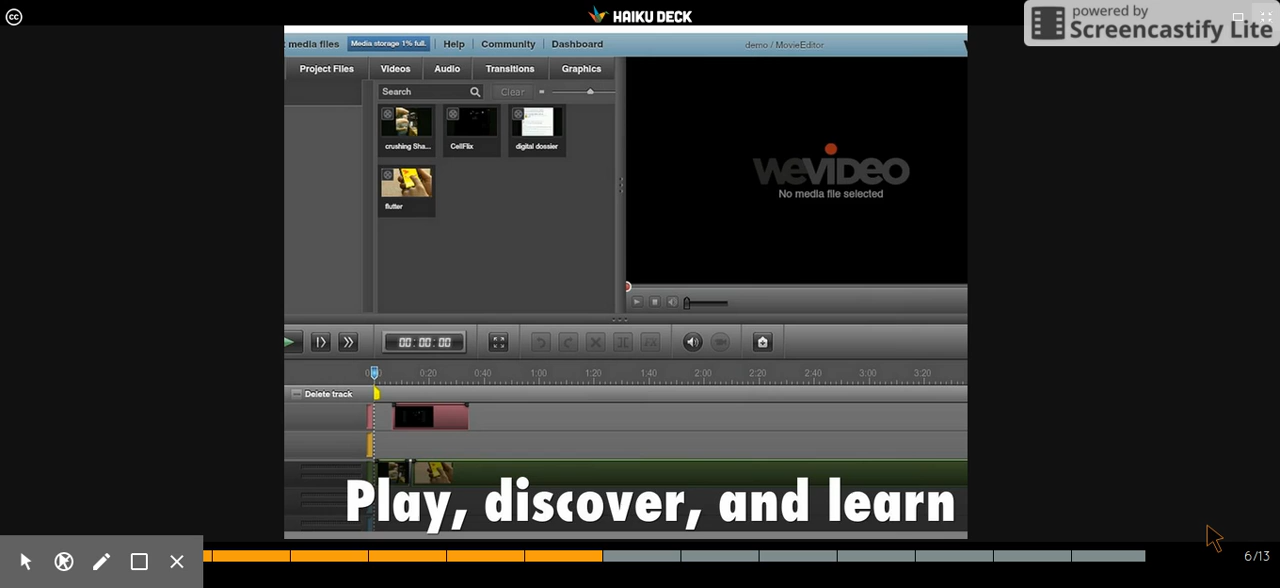 cc
HAIKU DECK
powered by
Screencastify Lite
media files
Media storage 1% full.
Help
Community
Dashboard
demo / MovieEditor
Project Files
Videos
Audio
Transitions
Graphics
Search
Clear
crushing Sha...
CellFlix
digital dossier
flutter
WEVIDEO
No media file selected
00:00:00
0:20 0:40 1:00 1:20 1:40 2:00 2:20 2:40 3:00 3:20
Delete track
Play, discover, and learn
6/13